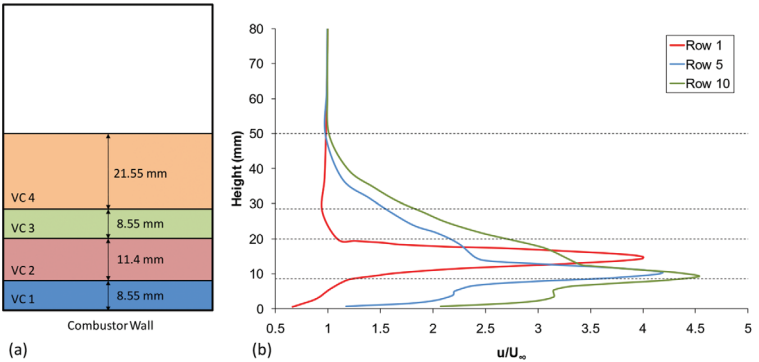 21.55 mm
VC 4
VC 3
8.55 mm
VC 2
11.4 mm
VC 1
8.55 mm
Combustor Wall
(a)
Height (mm)
80
70
60
50
40
30
20
10
0
0.5
1
1.5
2
2.5
3
3.5
4
4.5
5
u/U∞
(b)
Row 1
Row 5
Row 10